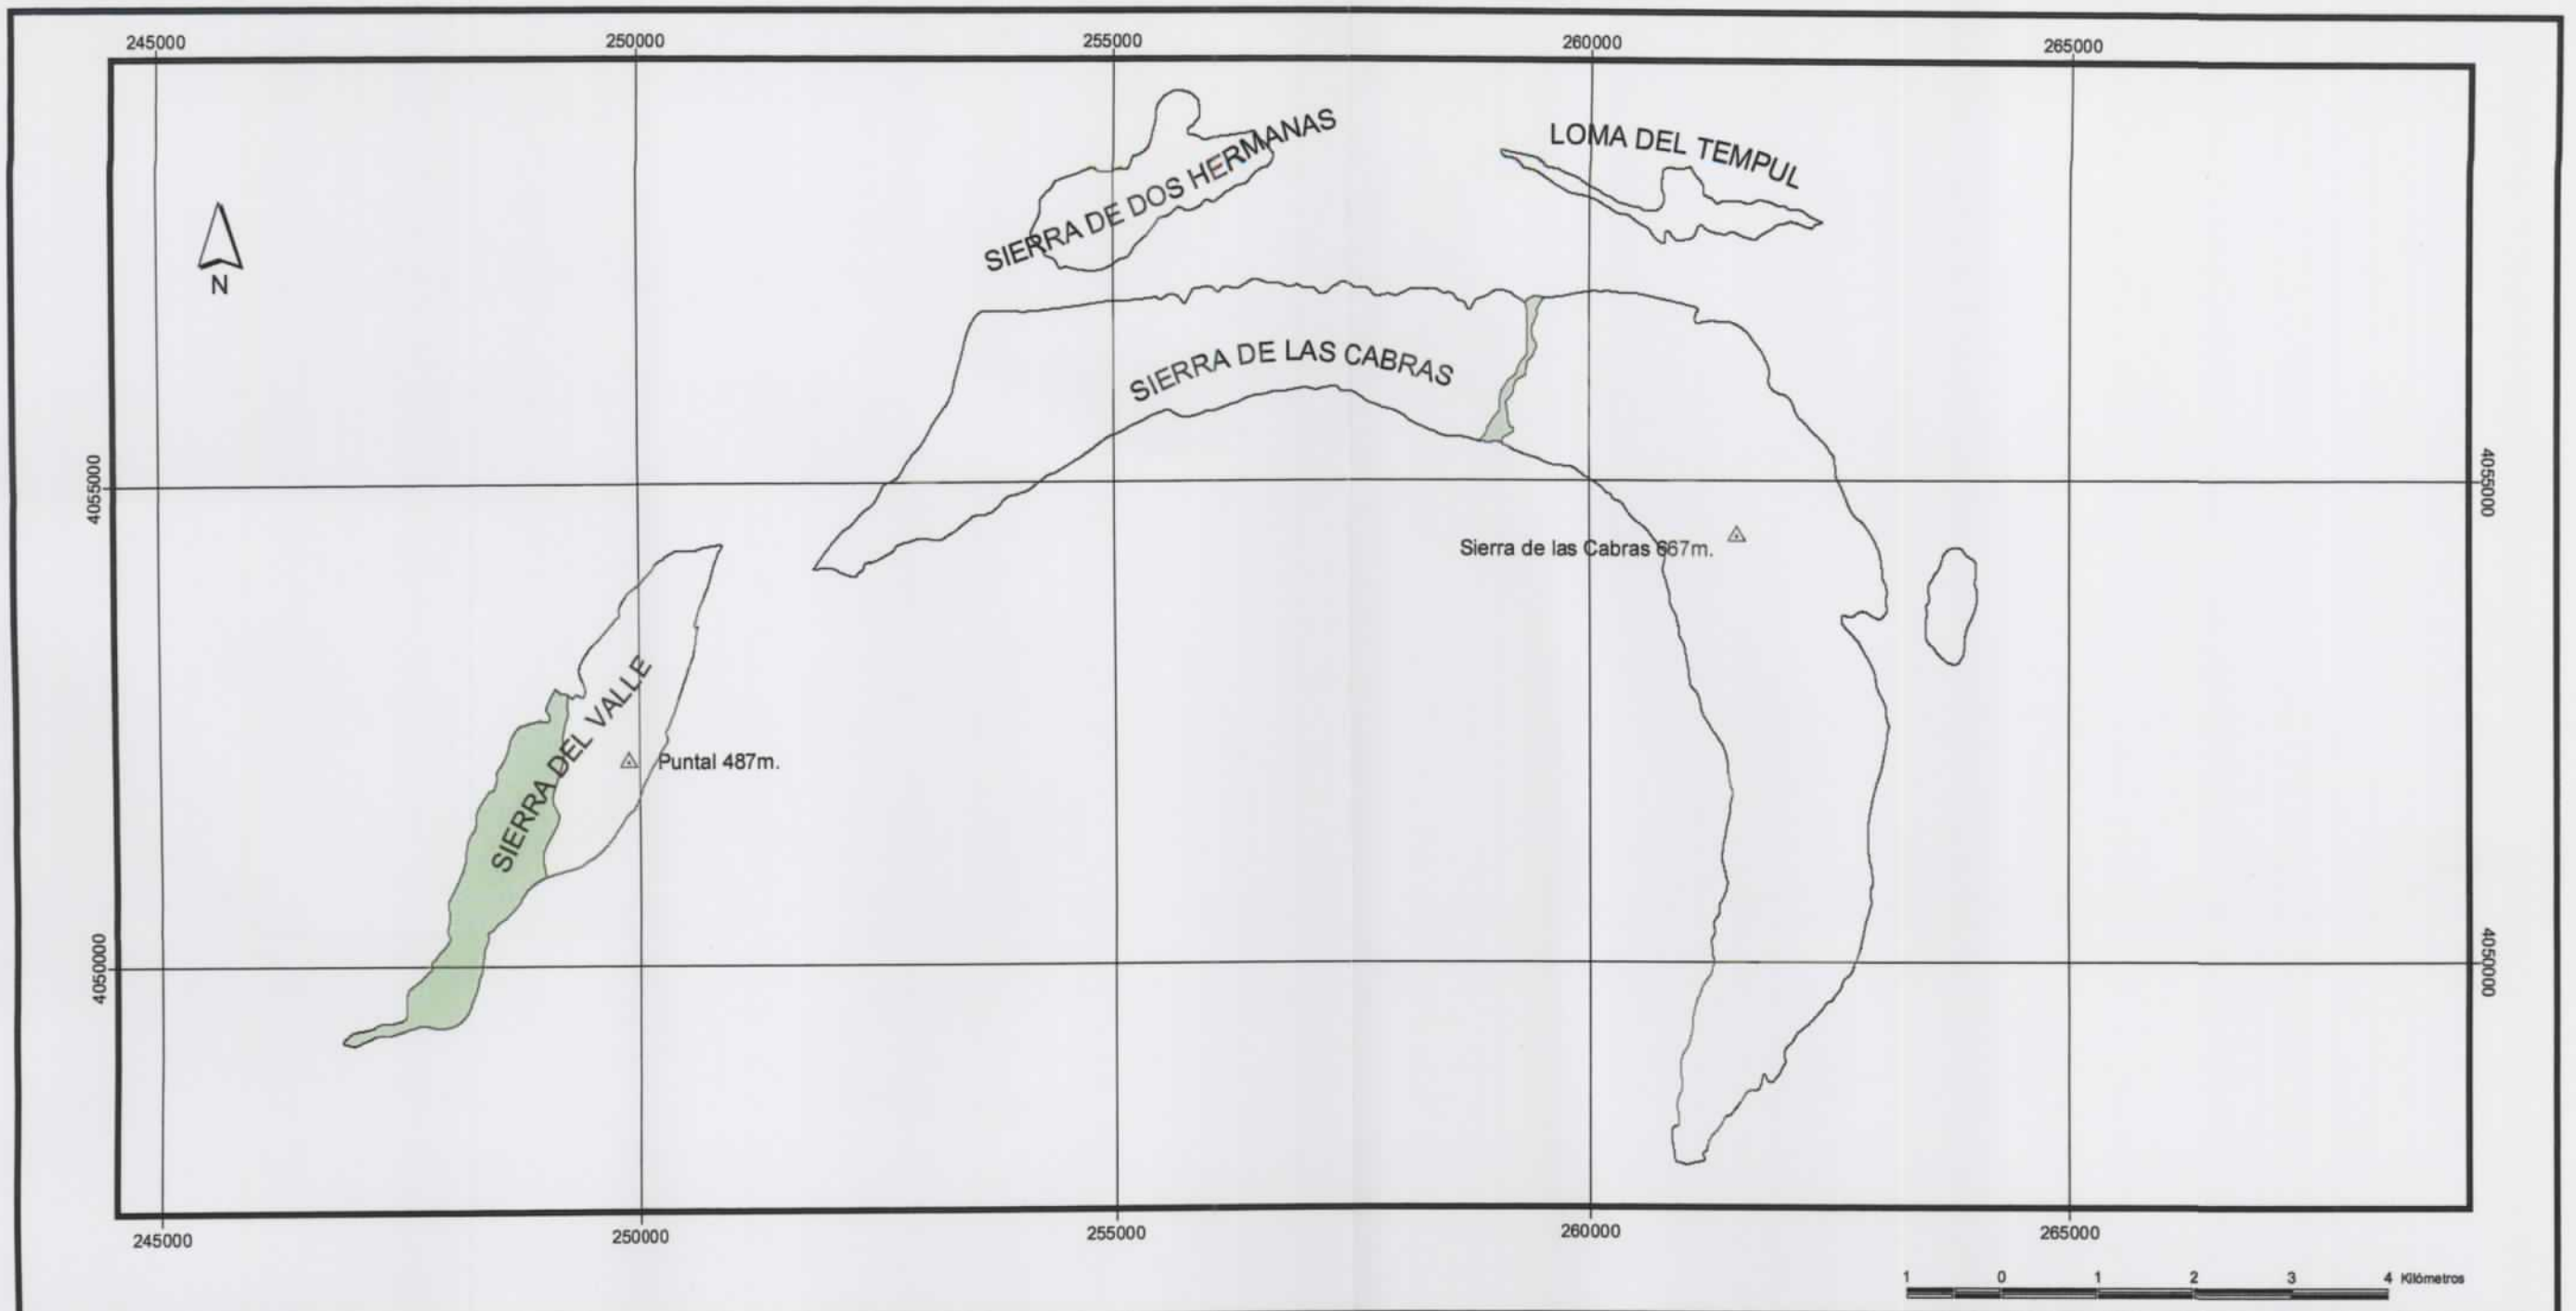 245000 250000 255000 260000 265000
SIERRA DE DOS HERMANAS
LOMA DEL TEMPUL
N
SIERRA DE LAS CABRAS
4055000 4055000
Sierra de las Cabras 667m.
SIERRA DEL VALLE
Puntal 487m.
4050000 4050000
245000 250000 255000 260000 265000
1 0 1 2 3 4 Kilómetros